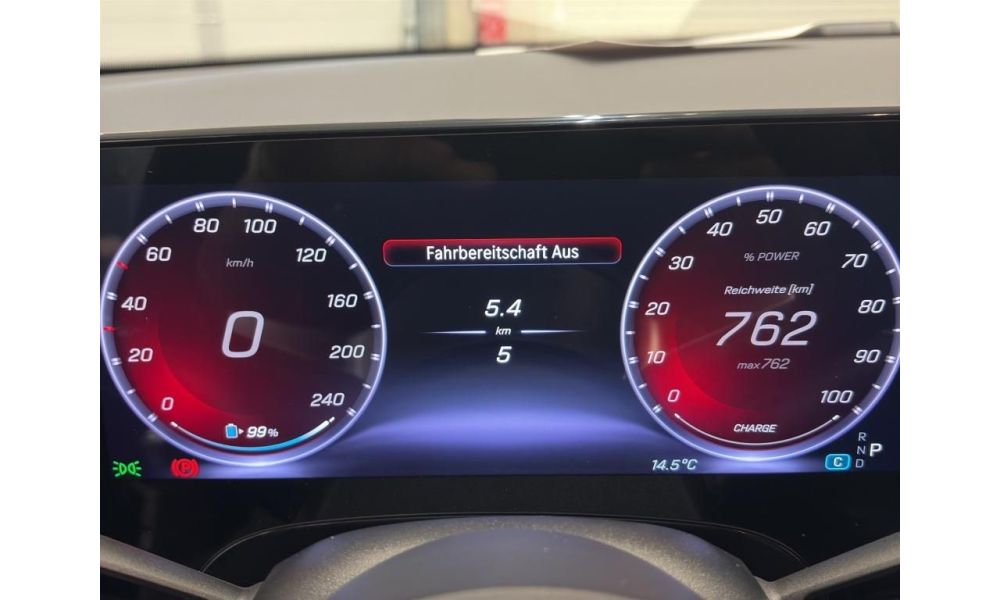 Fahrbereitschaft Aus
0
20
40
60
80
100
120
160
200
240
km/h
0
99%
5.4
km
5
0
10
20
30
40
50
60
70
80
90
100
% POWER
Reichweite [km]
762
max 762
CHARGE
14.5°C
C
R
N
D
P
P